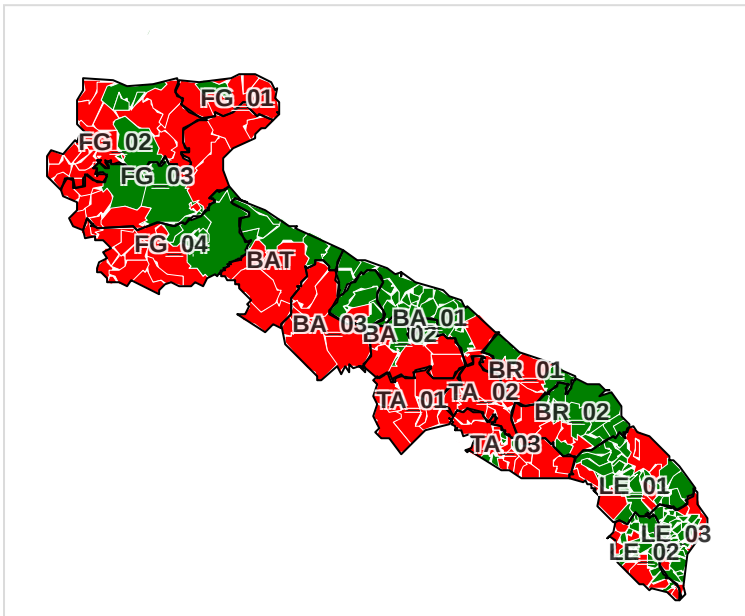 FG_01
FG_02
FG_03
FG_04
BAT
BA_01
BA_03
BA_02
BR_01
TA_02
TA_01
BR_02
TA_03
LE_01
LE_03
LE_02